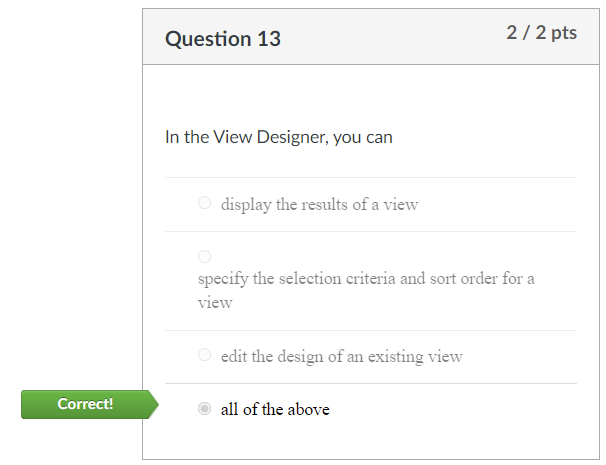 Question 13
2 / 2 pts
In the View Designer, you can
display the results of a view
specify the selection criteria and sort order for a
view
edit the design of an existing view
Correct!
all of the above